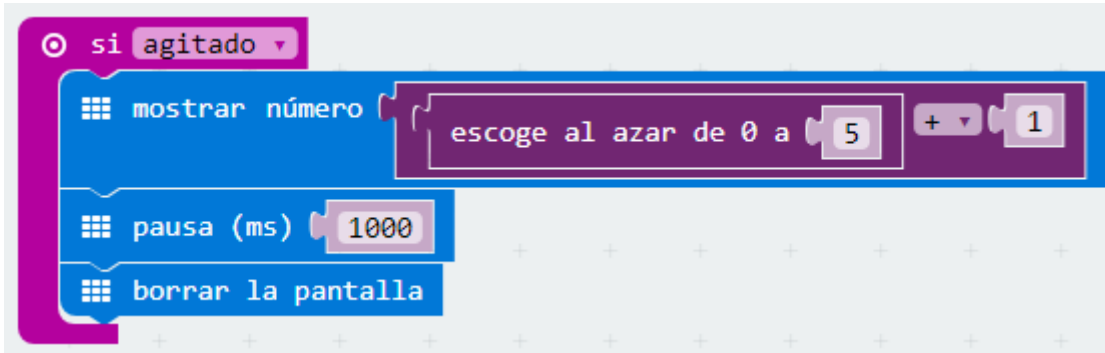 si agitado
mostrar número escoge al azar de 0 a 5 + 1
pausa (ms) 1000
borrar la pantalla